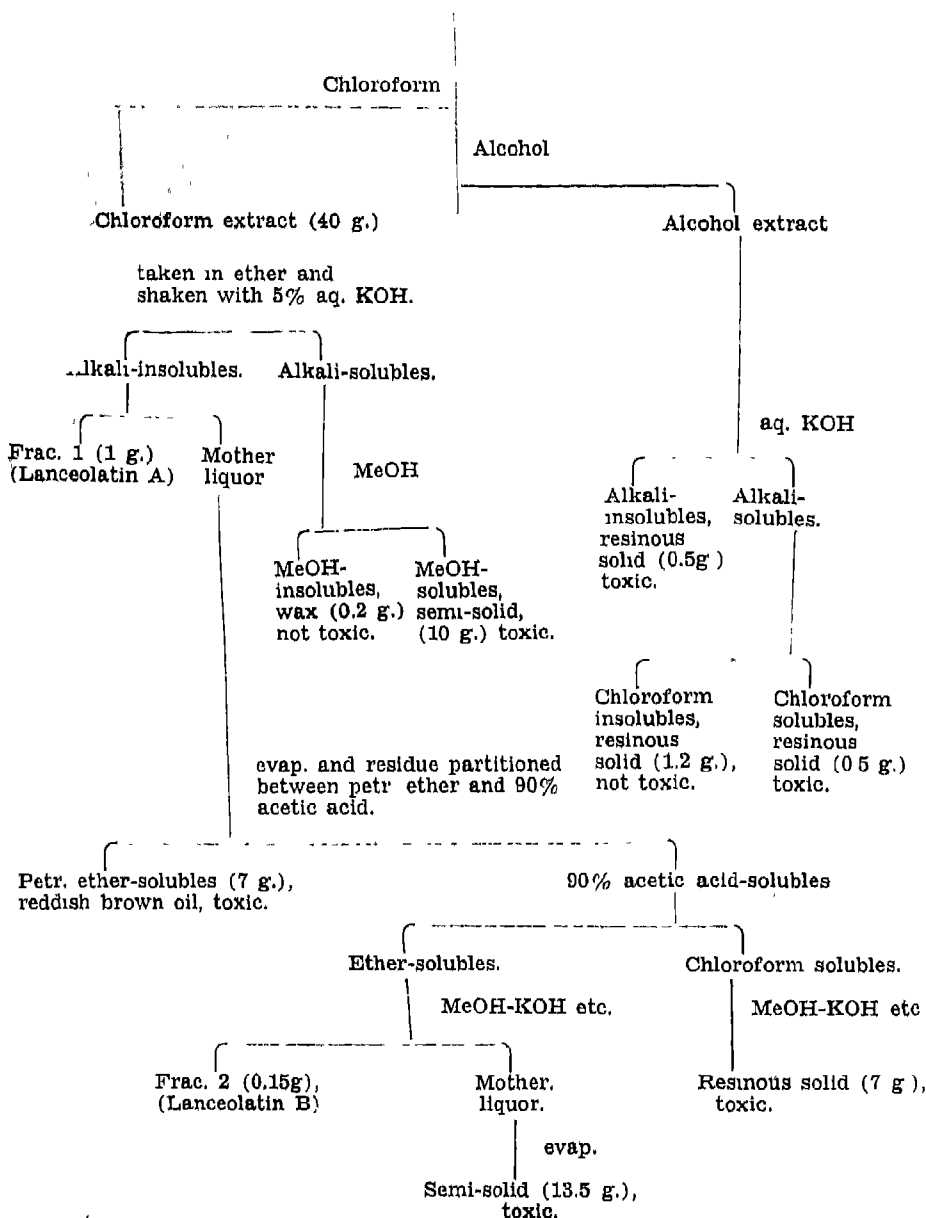 Chloroform
Alcohol
Chloroform extract (40 g.)
Alcohol extract
taken in ether and
shaken with 5% aq. KOH.
lkali-insolubles. Alkali-solubles.
aq. KOH
Frac. 1 (1 g.)
(Lanceolatin A)
Mother
liquor
MeOH
Alkali-
insolubles,
resinous
solid (0.5g )
toxic.
Alkali-
solubles.
MeOH-
insolubles,
wax (0.2 g.)
not toxic.
MeOH-
solubles,
semi-solid,
(10 g.) toxic.
Chloroform
insolubles,
resinous
solid (1.2 g.),
not toxic.
Chloroform
solubles,
resinous
solid (0 5 g.)
toxic.
evap. and residue partitioned
between petr ether and 90%
acetic acid.
Petr. ether-solubles (7 g.),
reddish brown oil, toxic.
90% acetic acid-solubles
Ether-solubles.
Chloroform solubles.
MeOH-KOH etc.
MeOH-KOH etc
Frac. 2 (0.15g),
(Lanceolatin B)
Mother.
liquor.
Resinous solid (7 g ),
toxic.
evap.
Semi-solid (13.5 g.),
toxic.